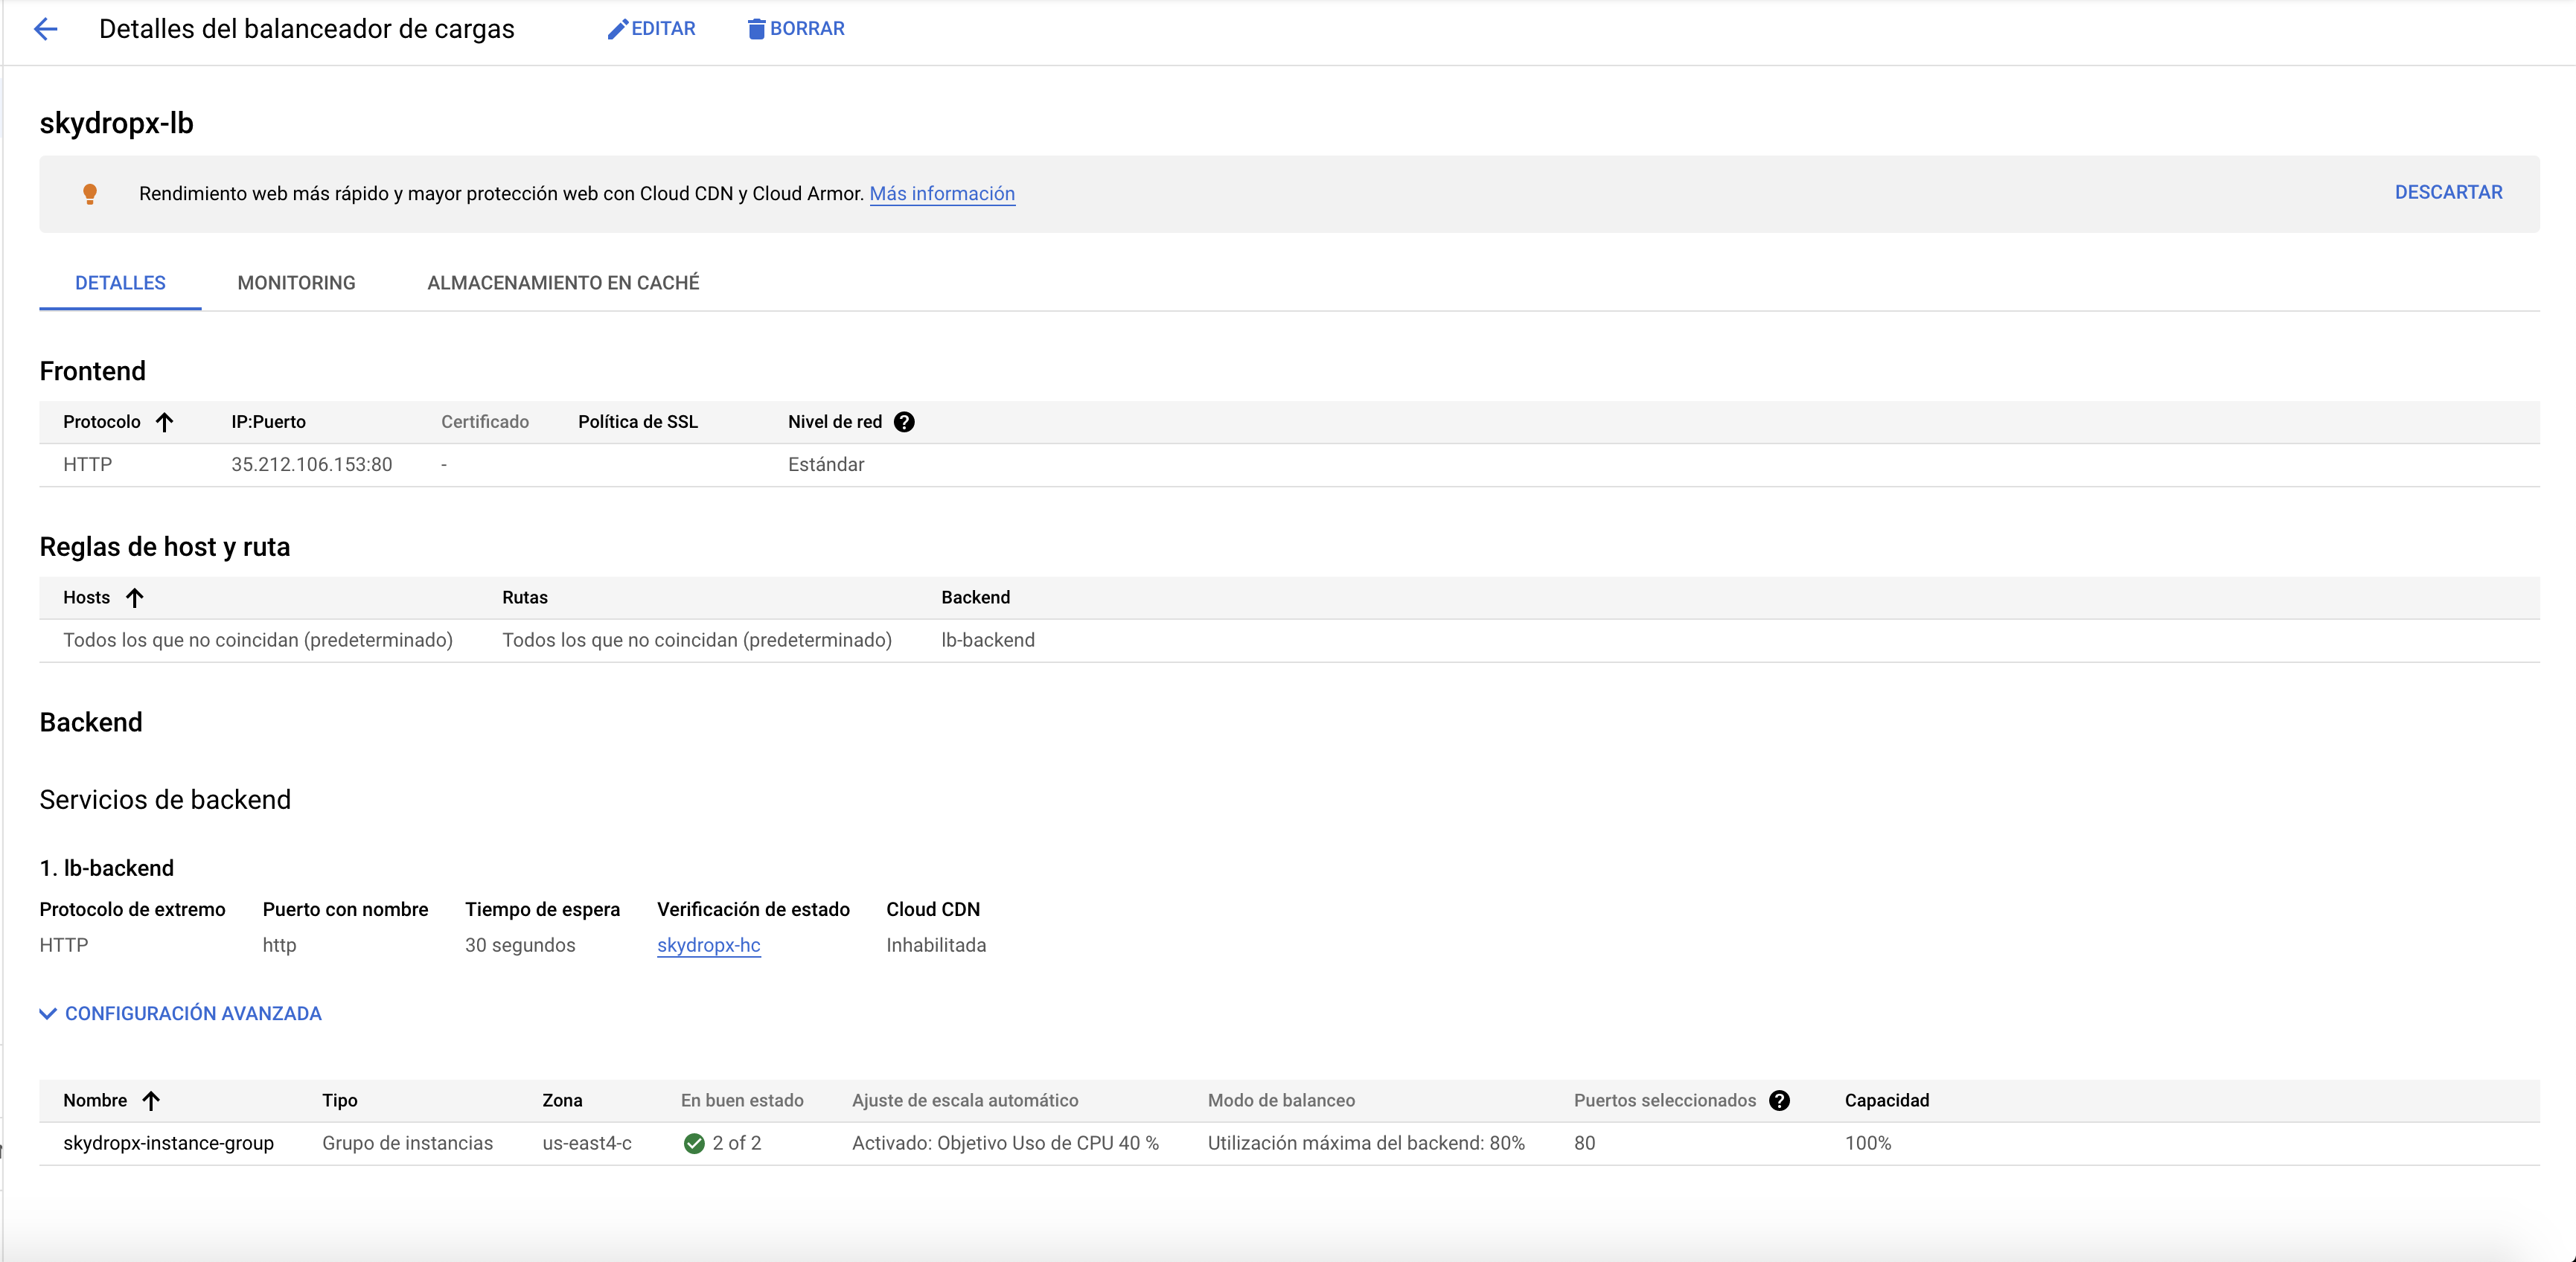 Detalles del balanceador de cargas EDITAR BORRAR
skydropx-lb
Rendimiento web más rápido y mayor protección web con Cloud CDN y Cloud Armor. Más información DESCARTAR
DETALLES MONITORING ALMACENAMIENTO EN CACHÉ
Frontend
Protocolo IP:Puerto Certificado Política de SSL Nivel de red
HTTP 35.212.106.153:80 - Estándar
Reglas de host y ruta
Hosts Rutas Backend
Todos los que no coincidan (predeterminado) Todos los que no coincidan (predeterminado) lb-backend
Backend
Servicios de backend
1. lb-backend
Protocolo de extremo Puerto con nombre Tiempo de espera Verificación de estado Cloud CDN
HTTP http 30 segundos skydropx-hc Inhabilitada
CONFIGURACIÓN AVANZADA
Nombre Tipo Zona En buen estado Ajuste de escala automático Modo de balanceo Puertos seleccionados Capacidad
skydropx-instance-group Grupo de instancias us-east4-c 2 of 2 Activado: Objetivo Uso de CPU 40 % Utilización máxima del backend: 80% 80 100%